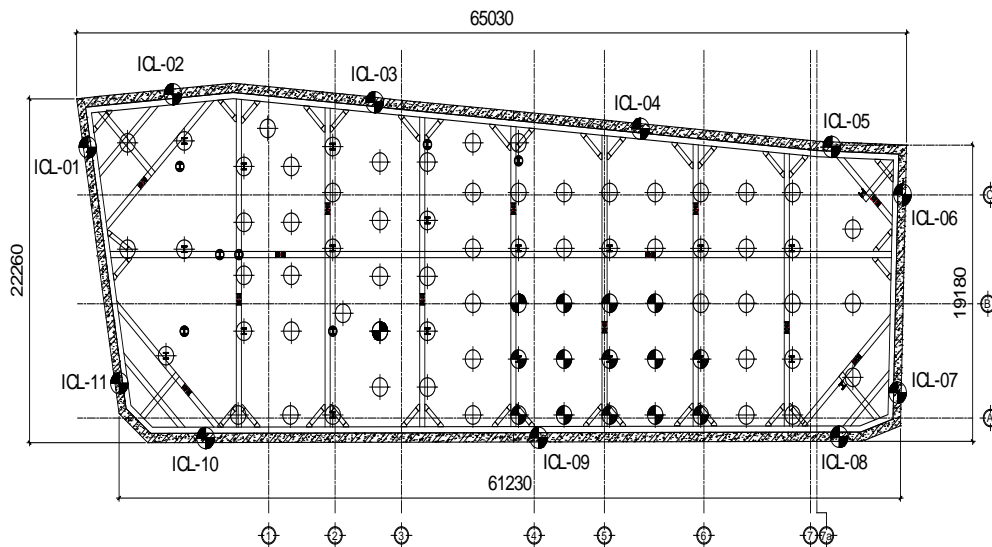 65030
ICL-02
ICL-03
ICL-04
ICL-05
ICL-01
C
ICL-06
22260
19180
B
ICL-11
ICL-07
A
ICL-10
ICL-09
ICL-08
61230
1
2
3
4
5
6
7
7a